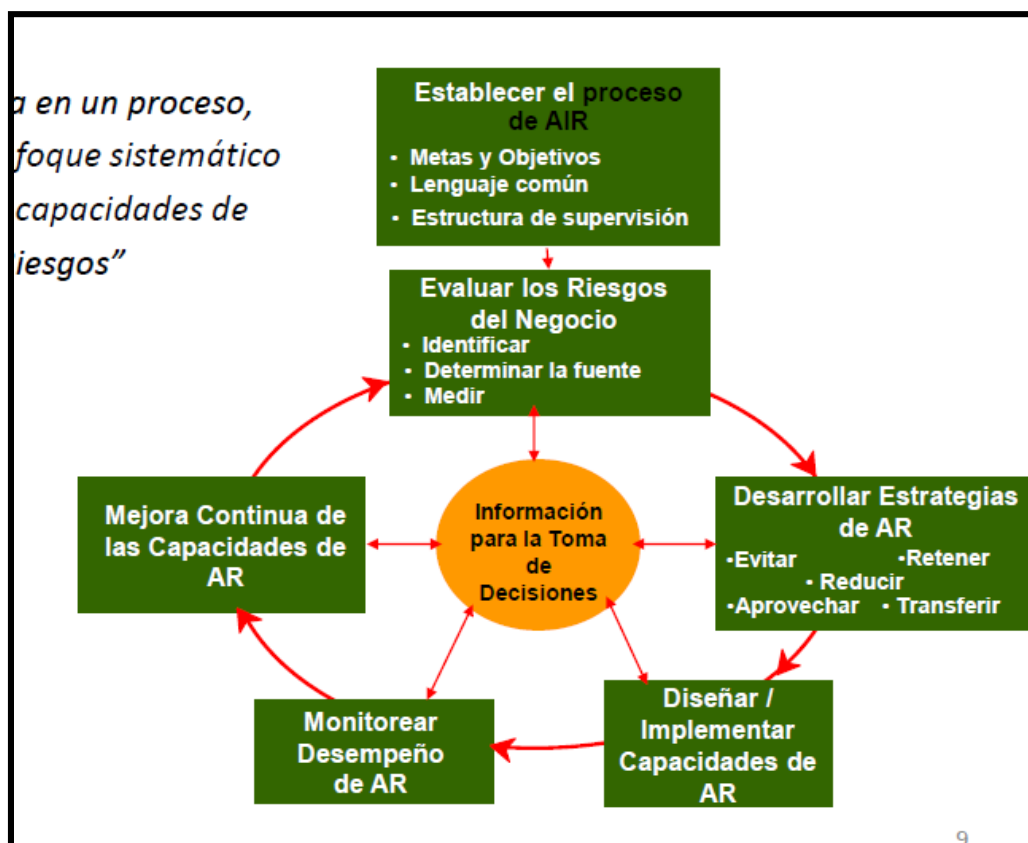 a en un proceso,
foque sistemático
capacidades de
iesgos”
Establecer el proceso
de AIR
• Metas y Objetivos
• Lenguaje común
• Estructura de supervisión
Evaluar los Riesgos
del Negocio
• Identificar
• Determinar la fuente
• Medir
Desarrollar Estrategias
de AR
•Evitar •Retener
• Reducir
•Aprovechar • Transferir
Información
para la Toma
de
Decisiones
Mejora Continua de
las Capacidades de
AR
Diseñar /
Implementar
Capacidades de
AR
Monitorear
Desempeño
de AR
9